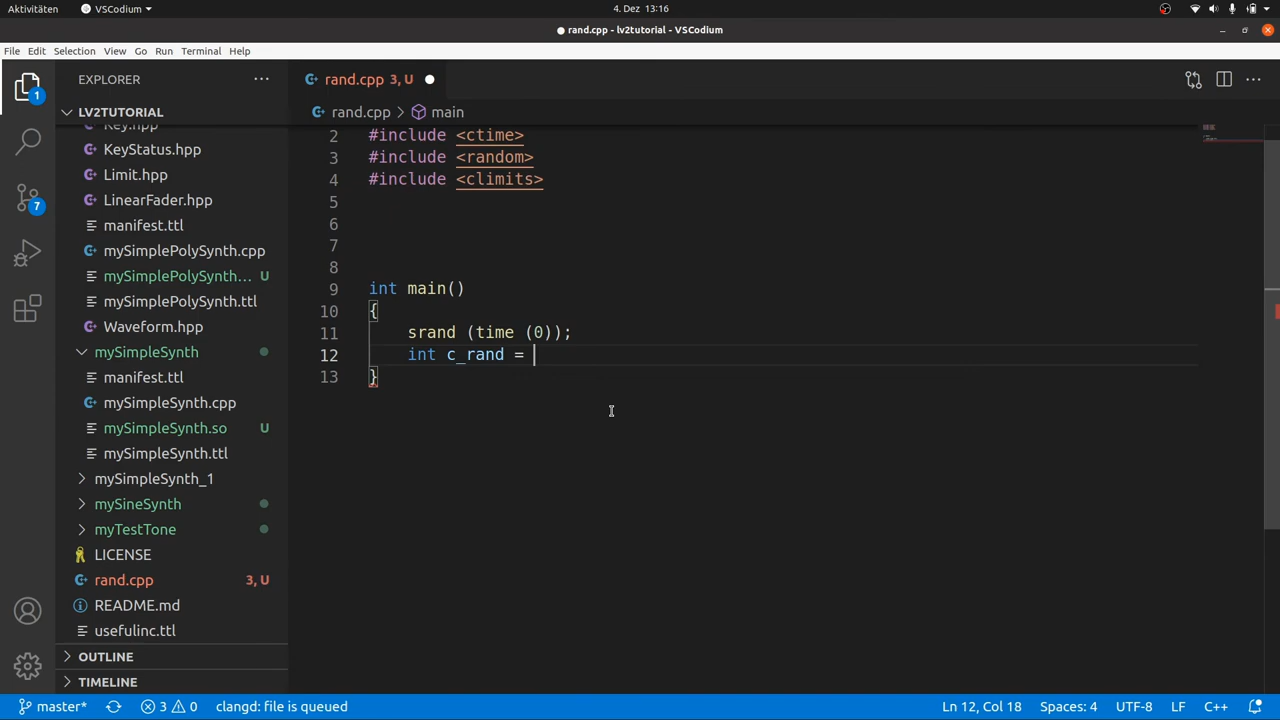 Aktivitäten
VSCodium
4. Dez 13:16
rand.cpp - lv2tutorial - VSCodium
File Edit Selection View Go Run Terminal Help
EXPLORER
rand.cpp 3, U
LV2TUTORIAL
rand.cpp > main
Key.hpp
KeyStatus.hpp
Limit.hpp
LinearFader.hpp
manifest.ttl
mySimplePolySynth.cpp
mySimplePolySynth... U
mySimplePolySynth.ttl
Waveform.hpp
mySimpleSynth
manifest.ttl
mySimpleSynth.cpp
mySimpleSynth.so U
mySimpleSynth.ttl
mySimpleSynth_1
mySineSynth
myTestTone
LICENSE
rand.cpp 3, U
README.md
usefulinc.ttl
OUTLINE
TIMELINE
1
7
2 #include <ctime>
3 #include <random>
4 #include <climits>
5
6
7
8
9 int main()
10 {
11 srand (time (0));
12 int c_rand =
13 }
master* 3 0 clangd: file is queued
Ln 12, Col 18 Spaces: 4 UTF-8 LF C++